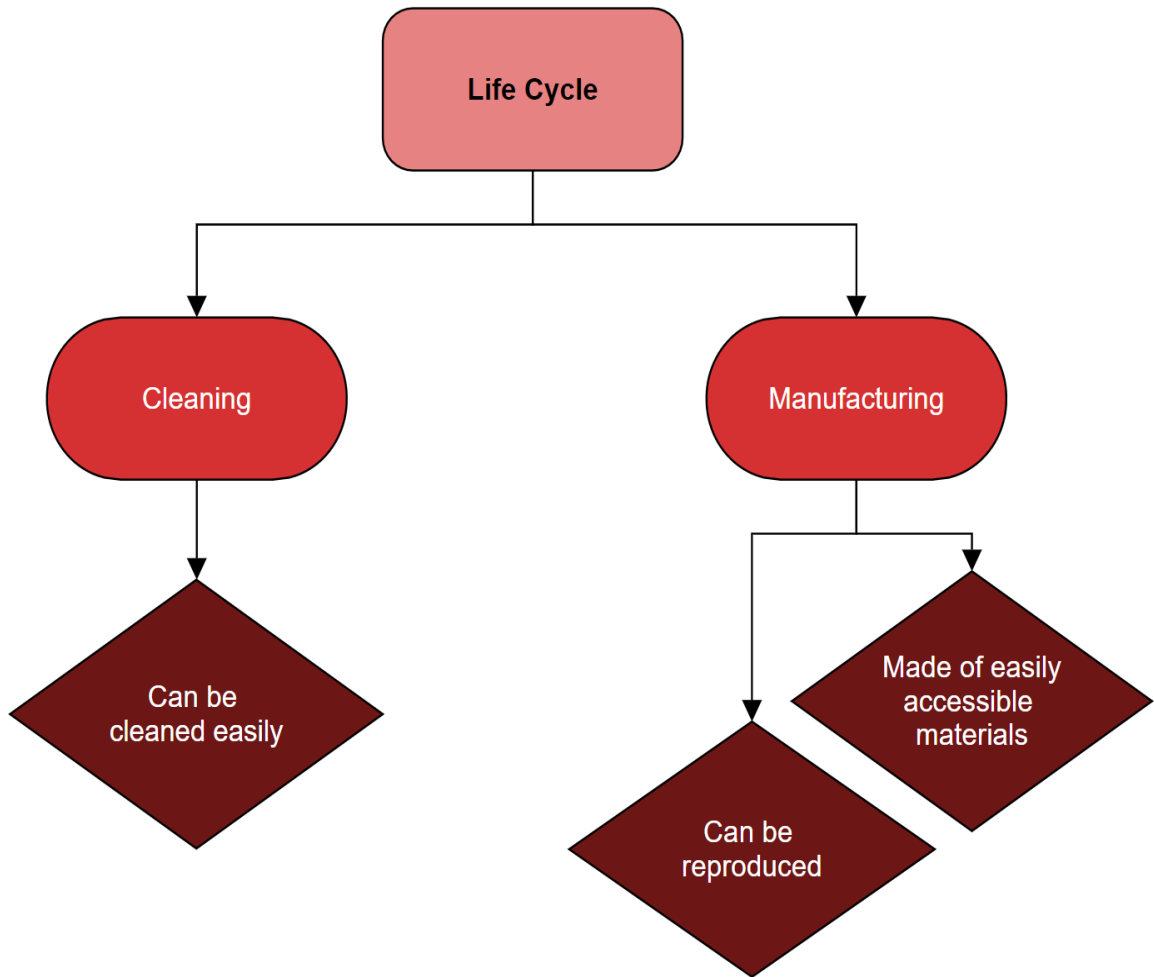 Life Cycle
Cleaning
Manufacturing
Can be
cleaned easily
Made of easily
accessible
materials
Can be
reproduced